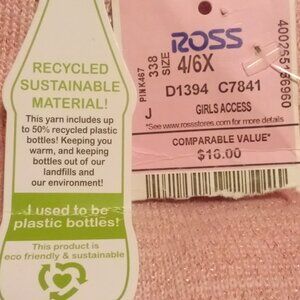 RECYCLED
SUSTAINABLE
MATERIAL!
This yarn includes up
to 50% recycled plastic
bottles! Keeping you
warm, and keeping
bottles out of our
landfills and
our environment!
I used to be
plastic bottles!
This product is
eco friendly & sustainable
ROSS
PINK467
338
SIZE
4/6X
D1394 C7841
J GIRLS ACCESS
See www.rossstores.com for more details
COMPARABLE VALUE*
$16.00